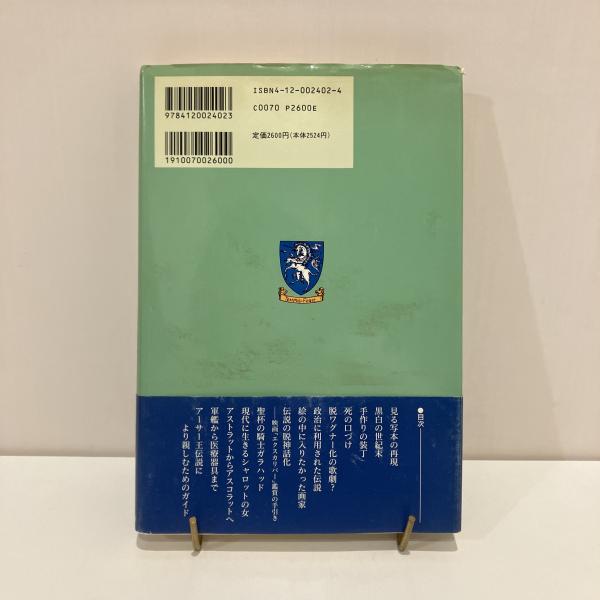 ISBN4-12-002402-4
C0070 P2600E
定価2600円(本体2524円)
9784120024023
1910070026000
●目次
見る写本の再現
黒白の世紀末
手作りの装丁
死の口づけ
脱ワグナー化の歌劇?
政治に利用された伝説
絵の中に入りたかった画家
伝説の脱神話化
——映画『エクスカリバー』鑑賞の手引き
聖杯の騎士ガラハッド
現代に生きるシャロットの女
アストラットからアスコラットへ
軍艦から医療器具まで
アーサー王伝説に
より親しむためのガイド